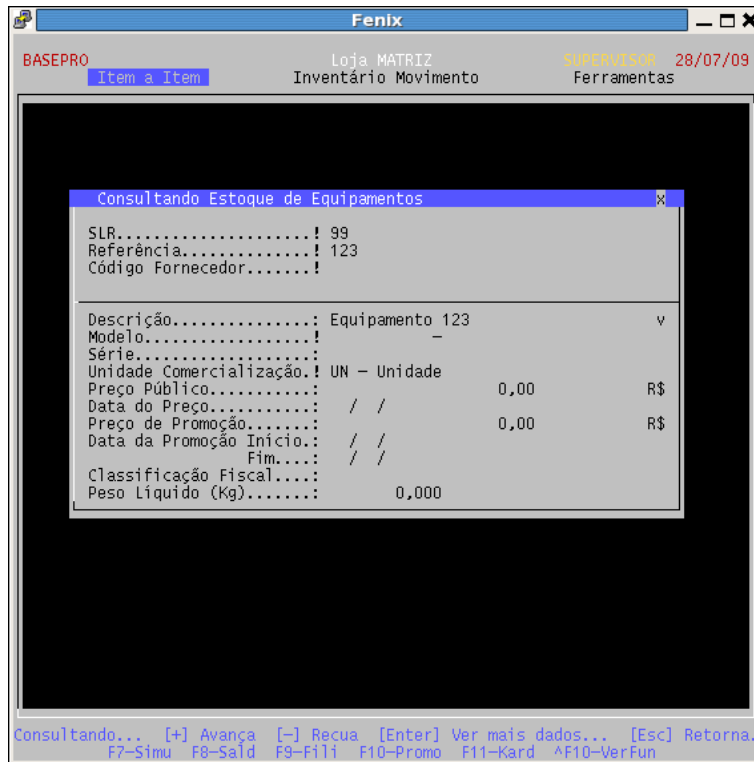 Fenix
BASEPRO Loja MATRIZ SUPERVISOR 28/07/09
Item a Item Inventário Movimento Ferramentas
Consultando Estoque de Equipamentos x
SLR......................! 99
Referência...............! 123
Código Fornecedor.......!
Descrição................: Equipamento 123 v
Modelo...................! –
Série....................:
Unidade Comercialização.! UN – Unidade
Preço Público............: 0,00 R$
Data do Preço...........: / /
Preço de Promoção.......: 0,00 R$
Data da Promoção Início.: / /
Fim....: / /
Classificação Fiscal....:
Peso Líquido (Kg).......: 0,000
Consultando... [+] Avança [–] Recua [Enter] Ver mais dados... [Esc] Retorna.
F7–Simu F8–Sald F9–Fili F10–Promo F11–Kard ^F10–VerFun